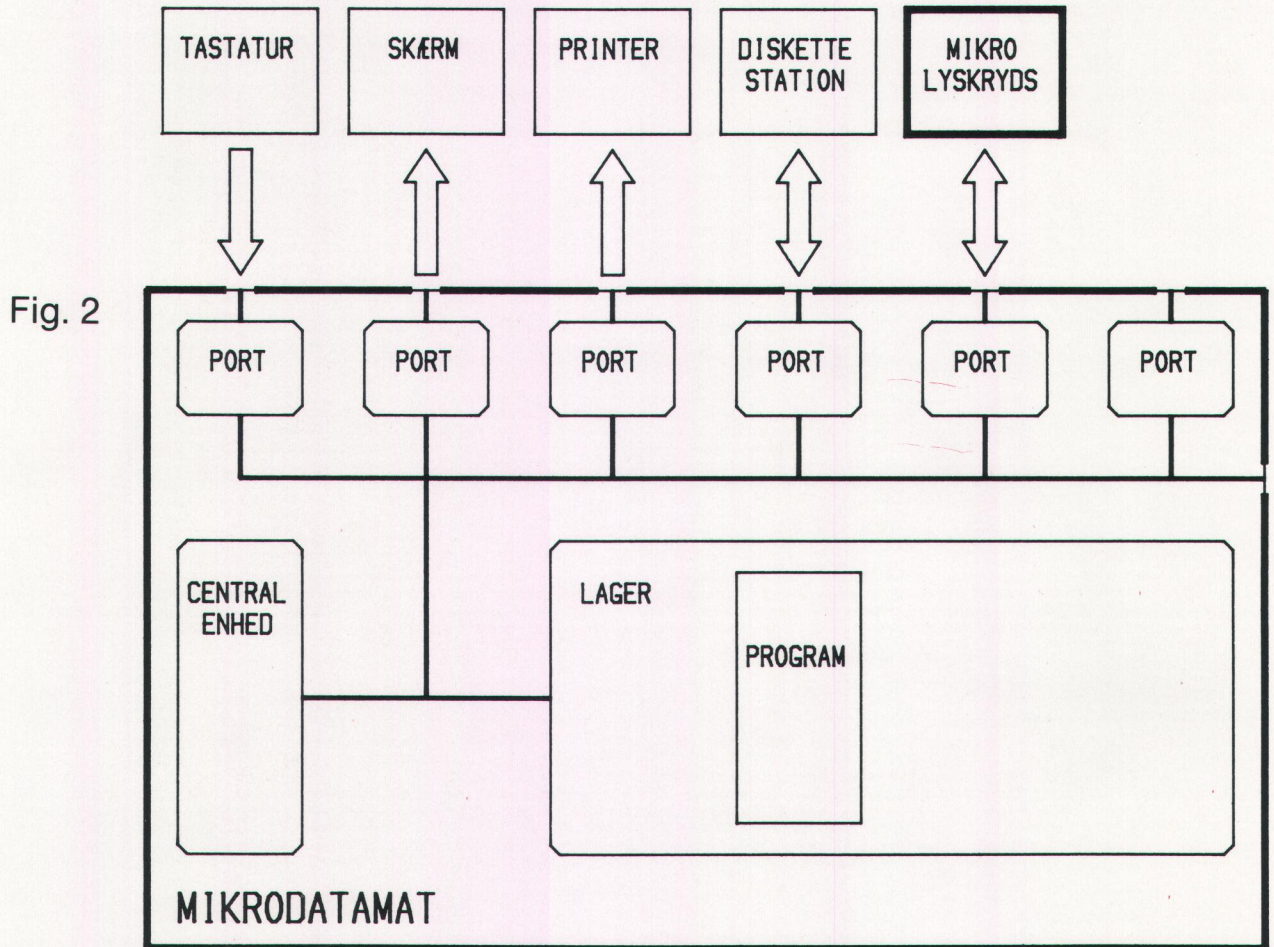 TASTATUR
SKÆRM
PRINTER
DISKETTE
STATION
MIKRO
LYSKRYDS
Fig. 2
PORT
PORT
PORT
PORT
PORT
PORT
CENTRAL
ENHED
LAGER
PROGRAM
MIKRODATAMAT